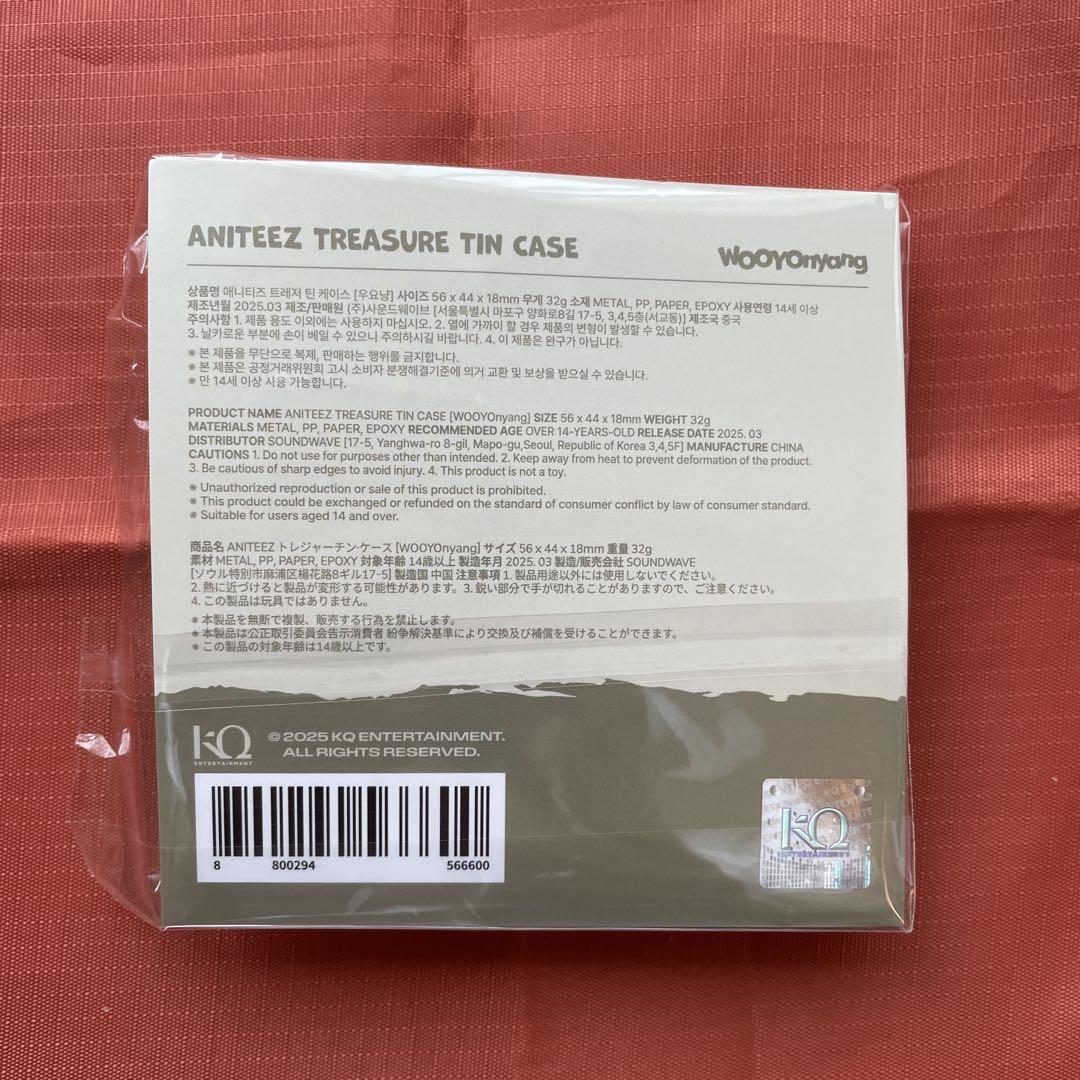 ANITEEZ TREASURE TIN CASE
WOOYOnyang
상품명 애니티즈 트레저 틴 케이스 [우요냥] 사이즈 56 x 44 x 18mm 무게 32g 소재 METAL, PP, PAPER, EPOXY 사용연령 14세 이상
제조년월 2025.03 제조/판매원 (주)사운드웨이브 [서울특별시 마포구 양화로8길 17-5, 3,4,5층(서교동)] 제조국 중국
주의사항 1. 제품 용도 이외에는 사용하지 마십시오. 2. 열에 가까이 할 경우 제품의 변형이 발생할 수 있습니다.
3. 날카로운 부분에 손이 베일 수 있으니 주의하시길 바랍니다. 4. 이 제품은 완구가 아닙니다.
※ 본 제품을 무단으로 복제, 판매하는 행위를 금지합니다.
※ 본 제품은 공정거래위원회 고시 소비자 분쟁해결기준에 의거 교환 및 보상을 받으실 수 있습니다.
※ 만 14세 이상 사용 가능합니다.
PRODUCT NAME ANITEEZ TREASURE TIN CASE [WOOYOnyang] SIZE 56 x 44 x 18mm WEIGHT 32g
MATERIALS METAL, PP, PAPER, EPOXY RECOMMENDED AGE OVER 14-YEARS-OLD RELEASE DATE 2025. 03
DISTRIBUTOR SOUNDWAVE [17-5, Yanghwa-ro 8-gil, Mapo-gu,Seoul, Republic of Korea 3,4,5F] MANUFACTURE CHINA
CAUTIONS 1. Do not use for purposes other than intended. 2. Keep away from heat to prevent deformation of the product.
3. Be cautious of sharp edges to avoid injury. 4. This product is not a toy.
※ Unauthorized reproduction or sale of this product is prohibited.
※ This product could be exchanged or refunded on the standard of consumer conflict by law of consumer standard.
※ Suitable for users aged 14 and over.
商品名 ANITEEZ トレジャーチン・ケース [WOOYOnyang] サイズ 56 x 44 x 18mm 重量 32g
素材 METAL, PP, PAPER, EPOXY 対象年齢 14歳以上 製造年月 2025. 03 製造/販売会社 SOUNDWAVE
[ソウル特別市麻浦区楊花路8ギル17-5] 製造国 中国 注意事項 1. 製品用途以外には使用しないでください。
2. 熱に近づけると製品が変形する可能性があります。3. 鋭い部分で手が切れることがありますので、ご注意ください。
4. この製品は玩具ではありません。
※ 本製品を無断で複製、販売する行為を禁止します。
※ 本製品は公正取引委員会告示消費者 紛争解決基準により交換及び補償を受けることができます。
※ この製品の対象年齢は14歳以上です。
KQ
ENTERTAINMENT
© 2025 KQ ENTERTAINMENT.
ALL RIGHTS RESERVED.
8 800294 566600
KQ
ENTERTAINMENT